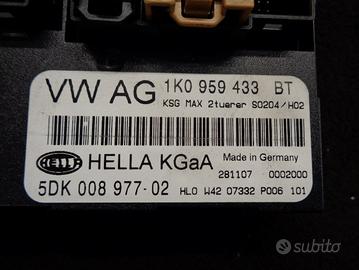 VW AG 1K0 959 433 BT
KSG MAX 2tuerer S0204/H02
HELLA HELLA KGaA Made in Germany
281107 0002000
5DK 008 977-02 HLO W42 07332 P006 101
subito